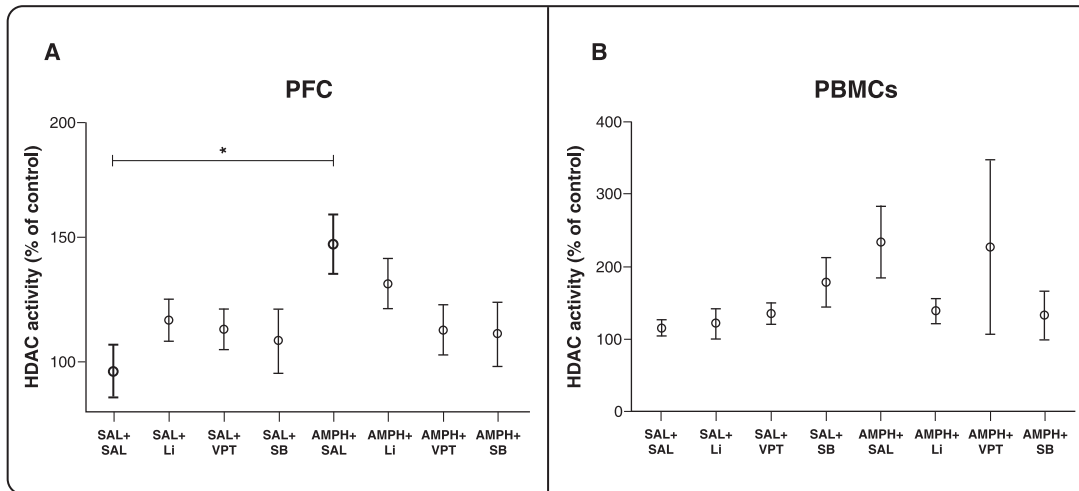 A
PFC
HDAC activity (% of control)
200
150
100
*
SAL+ SAL+ SAL+ SAL+ AMPH+ AMPH+ AMPH+ AMPH+
SAL Li VPT SB SAL Li VPT SB
B
PBMCs
HDAC activity (% of control)
400
300
200
100
0
SAL+ SAL+ SAL+ SAL+ AMPH+ AMPH+ AMPH+ AMPH+
SAL Li VPT SB SAL Li VPT SB